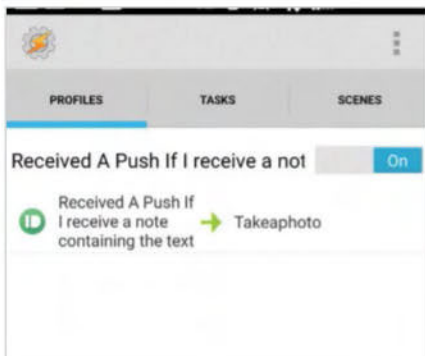 PROFILES TASKS SCENES
Received A Push If I receive a not On
Received A Push If
I receive a note
containing the text
Takeaphoto